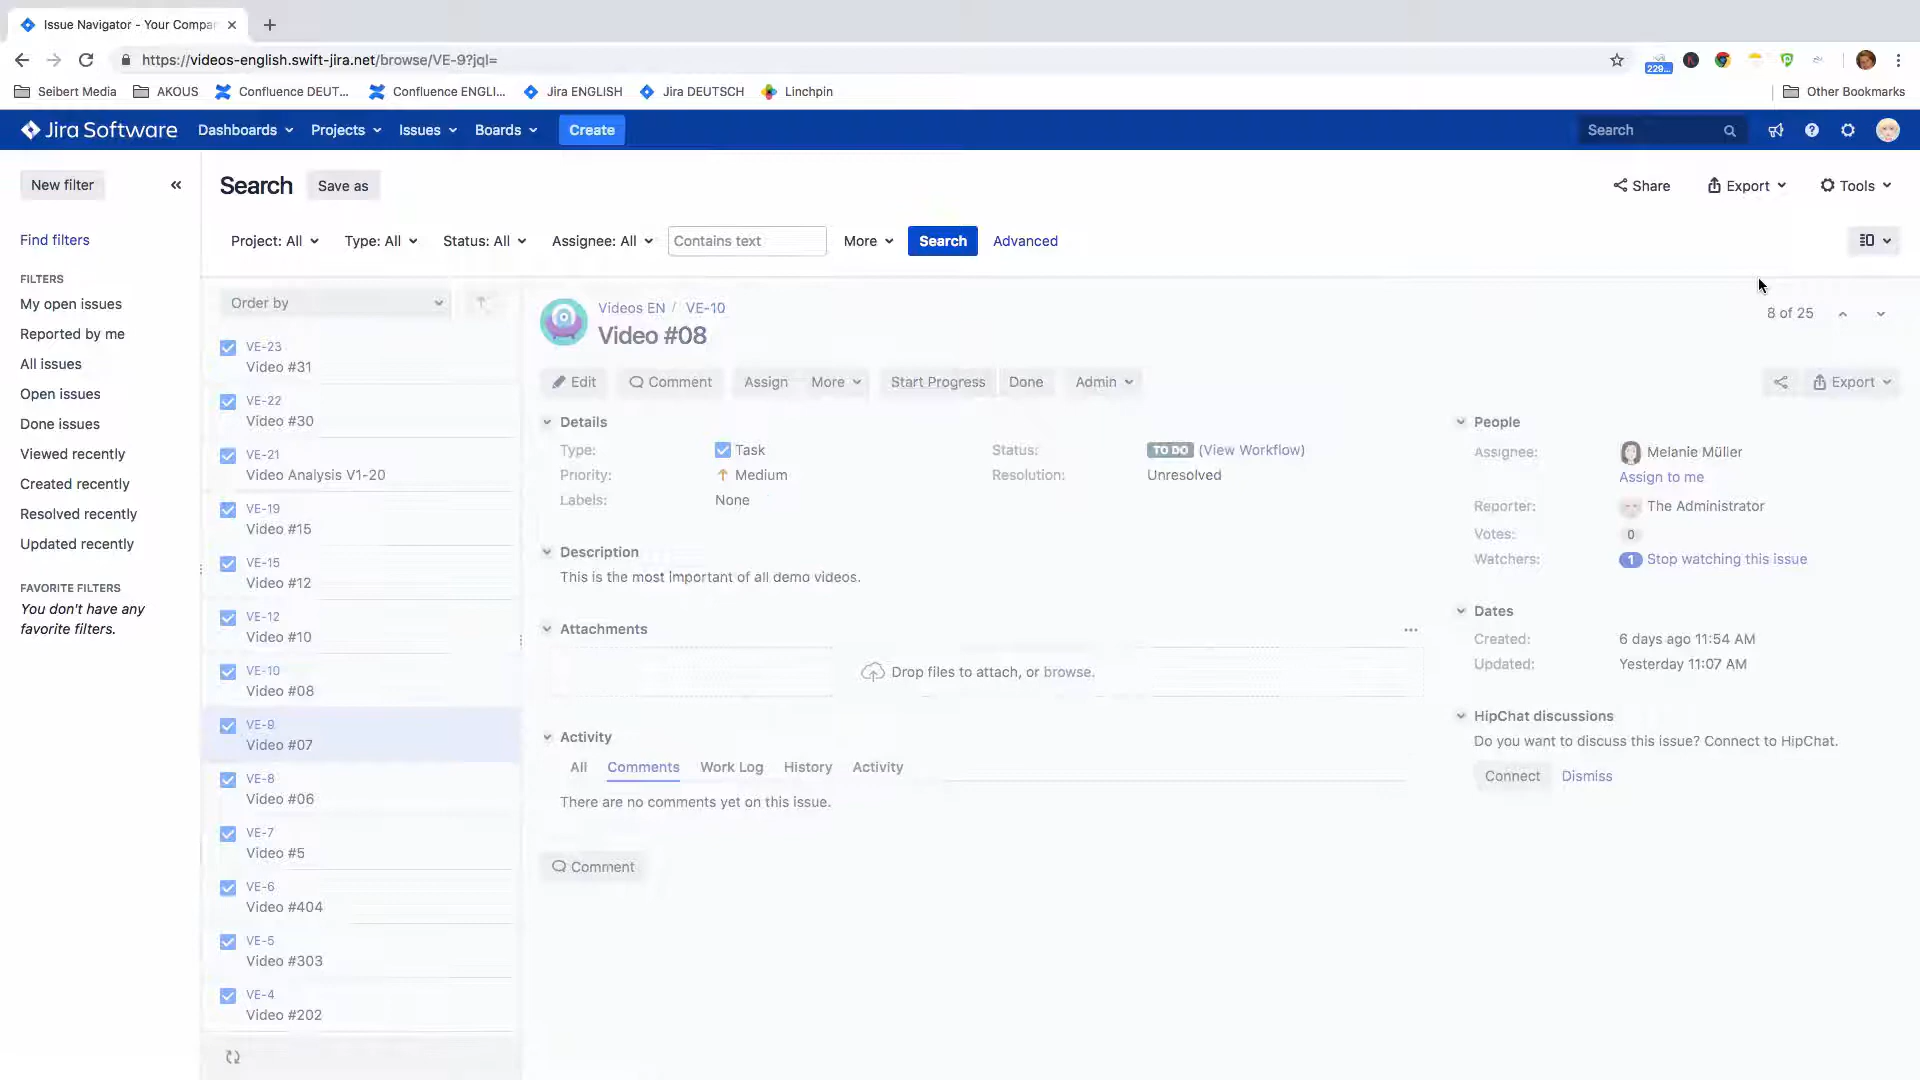 Issue Navigator - Your Compan
https://videos-english.swift-jira.net/browse/VE-9?jql=
229...
Seibert Media
AKOUS
Confluence DEUT...
Confluence ENGLI...
Jira ENGLISH
Jira DEUTSCH
Linchpin
Other Bookmarks
Jira Software
Dashboards
Projects
Issues
Boards
Create
Search
New filter
Search
Save as
Share
Export
Tools
Find filters
Project: All
Type: All
Status: All
Assignee: All
Contains text
More
Search
Advanced
FILTERS
My open issues
Reported by me
All issues
Open issues
Done issues
Viewed recently
Created recently
Resolved recently
Updated recently
FAVORITE FILTERS
You don't have any
favorite filters.
Order by
VE-23
Video #31
VE-22
Video #30
VE-21
Video Analysis V1-20
VE-19
Video #15
VE-15
Video #12
VE-12
Video #10
VE-10
Video #08
VE-9
Video #07
VE-8
Video #06
VE-7
Video #5
VE-6
Video #404
VE-5
Video #303
VE-4
Video #202
Videos EN / VE-10
Video #08
8 of 25
Edit
Comment
Assign
More
Start Progress
Done
Admin
Export
Details
Type: Task
Status: TO DO (View Workflow)
Priority: Medium
Resolution: Unresolved
Labels: None
Description
This is the most important of all demo videos.
Attachments
Drop files to attach, or browse.
Activity
All
Comments
Work Log
History
Activity
There are no comments yet on this issue.
Comment
People
Assignee: Melanie Müller
Assign to me
Reporter: The Administrator
Votes: 0
Watchers: 1 Stop watching this issue
Dates
Created: 6 days ago 11:54 AM
Updated: Yesterday 11:07 AM
HipChat discussions
Do you want to discuss this issue? Connect to HipChat.
Connect
Dismiss